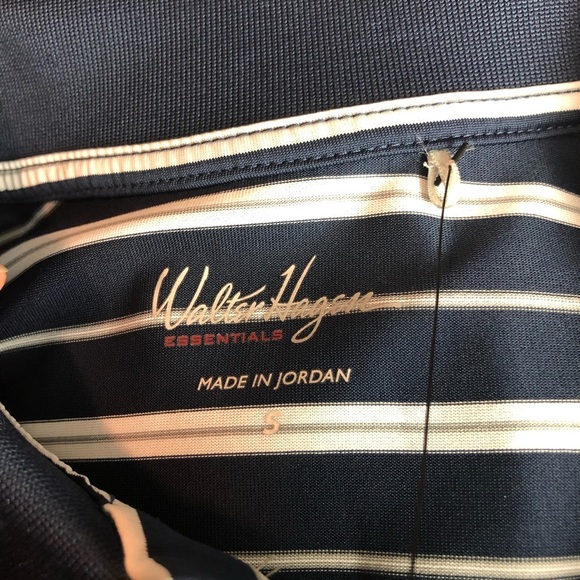 Walter Hagen
ESSENTIALS
MADE IN JORDAN
S